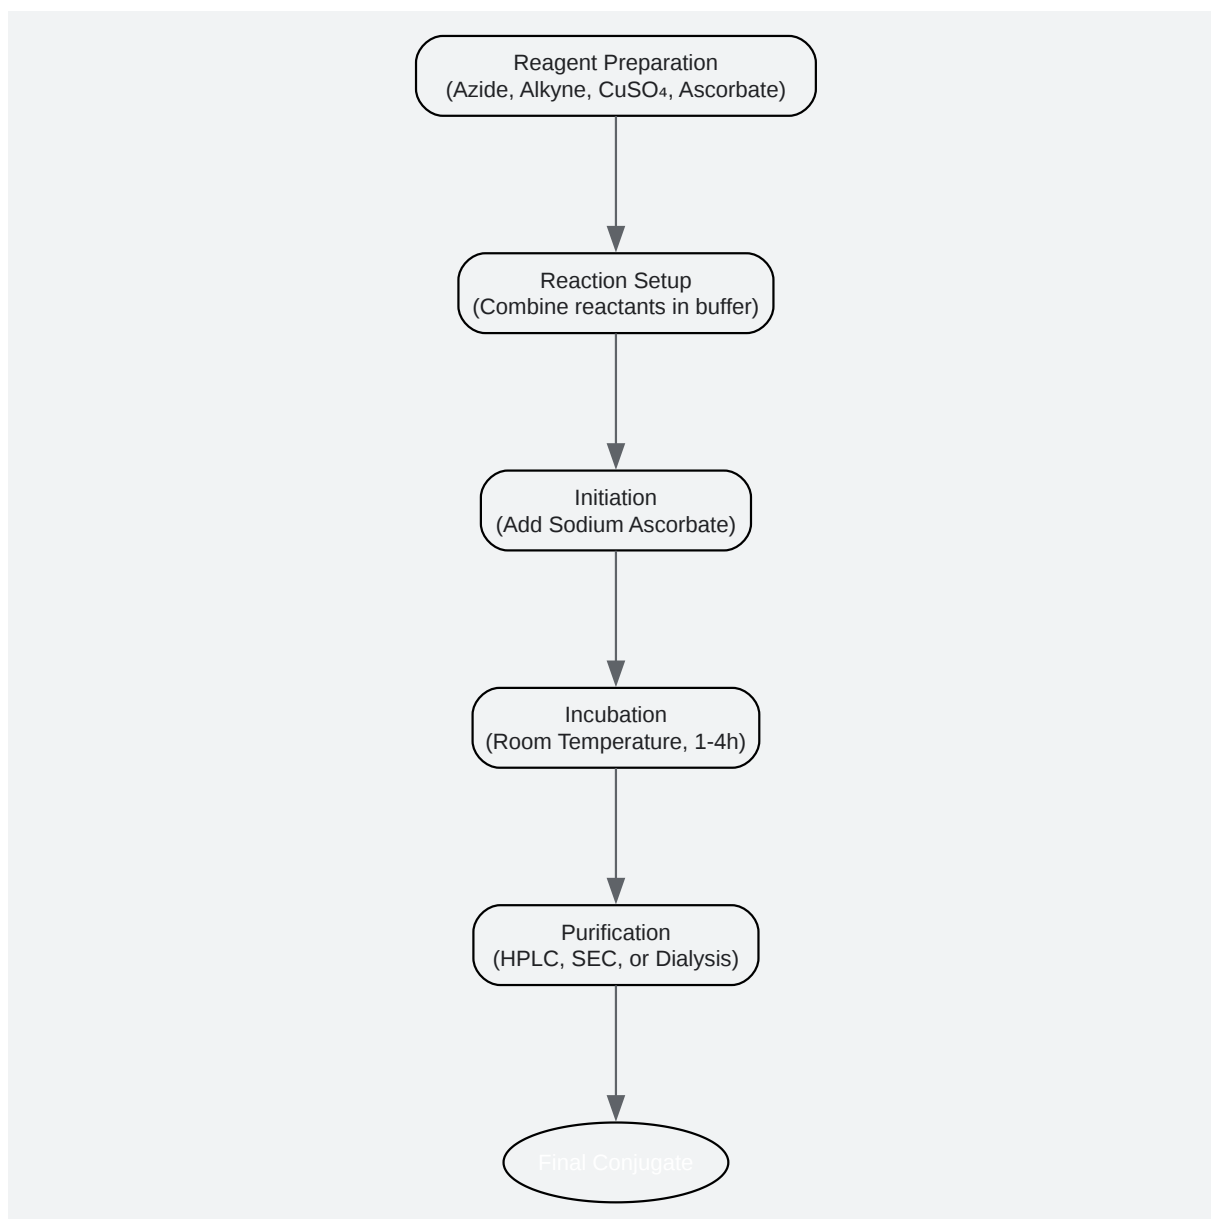 Reagent Preparation
(Azide, Alkyne, CuSO₄, Ascorbate)
Reaction Setup
(Combine reactants in buffer)
Initiation
(Add Sodium Ascorbate)
Incubation
(Room Temperature, 1-4h)
Purification
(HPLC, SEC, or Dialysis)
Final Conjugate